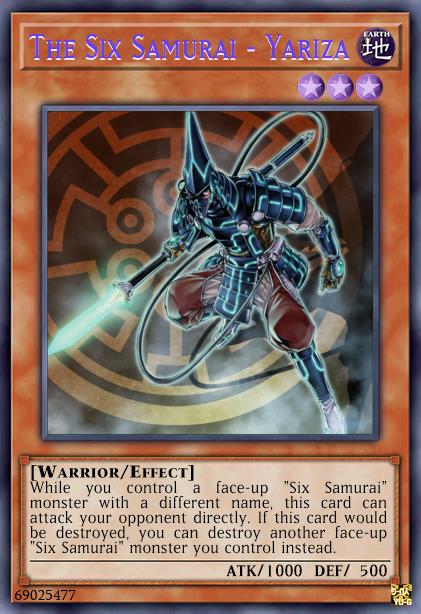 THE SIX SAMURAI - YARIZA
EARTH
地
[WARRIOR/EFFECT]
While you control a face-up "Six Samurai"
monster with a different name, this card can
attack your opponent directly. If this card would
be destroyed, you can destroy another face-up
"Six Samurai" monster you control instead.
ATK/1000 DEF/ 500
69025477